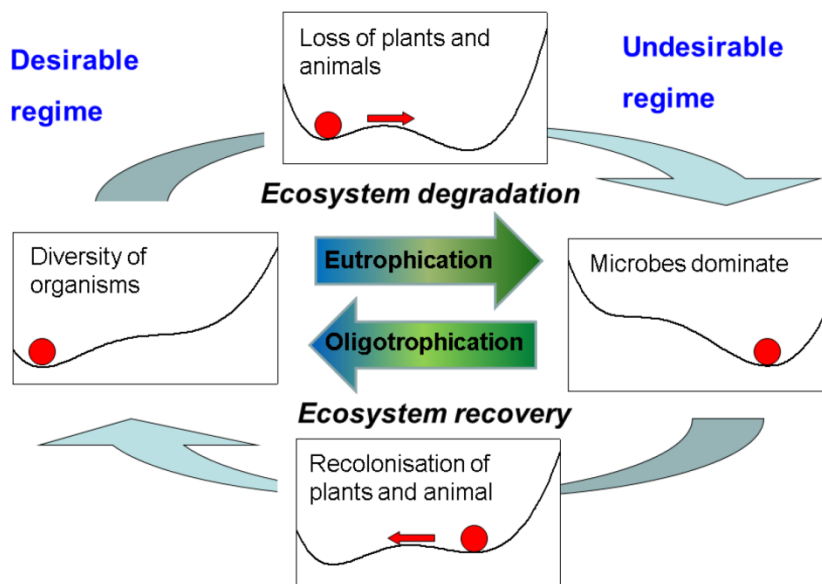 Loss of plants and
animals
Desirable
regime
Undesirable
regime
Ecosystem degradation
Diversity of
organisms
Eutrophication
Microbes dominate
Oligotrophication
Ecosystem recovery
Recolonisation of
plants and animal